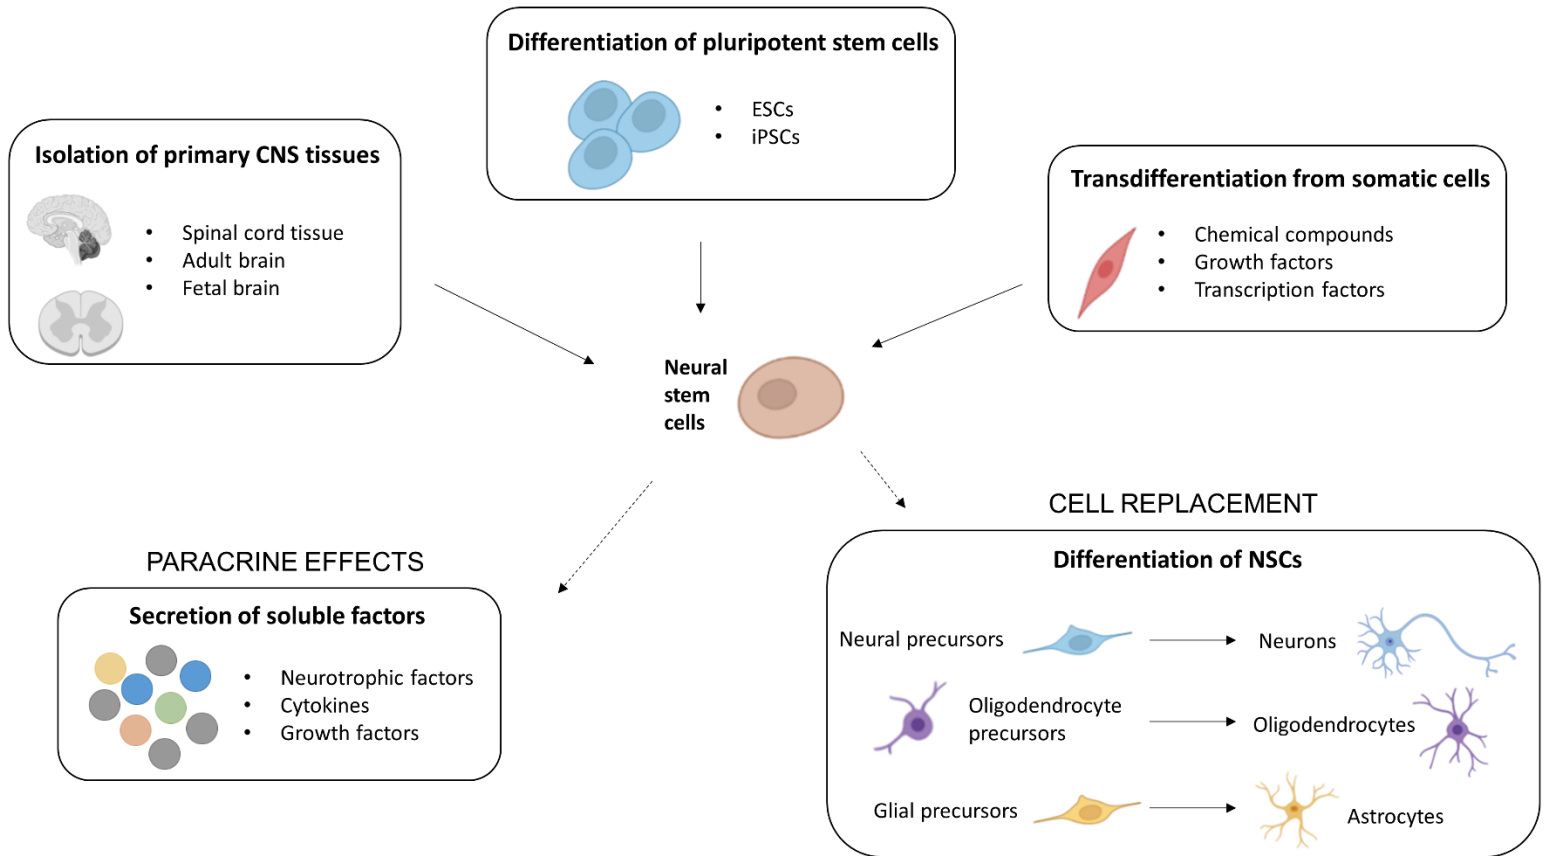 Differentiation of pluripotent stem cells
• ESCs
• iPSCs
Isolation of primary CNS tissues
• Spinal cord tissue
• Adult brain
• Fetal brain
Transdifferentiation from somatic cells
• Chemical compounds
• Growth factors
• Transcription factors
Neural
stem
cells
PARACRINE EFFECTS
Secretion of soluble factors
• Neurotrophic factors
• Cytokines
• Growth factors
CELL REPLACEMENT
Differentiation of NSCs
Neural precursors
Neurons
Oligodendrocyte
precursors
Oligodendrocytes
Glial precursors
Astrocytes